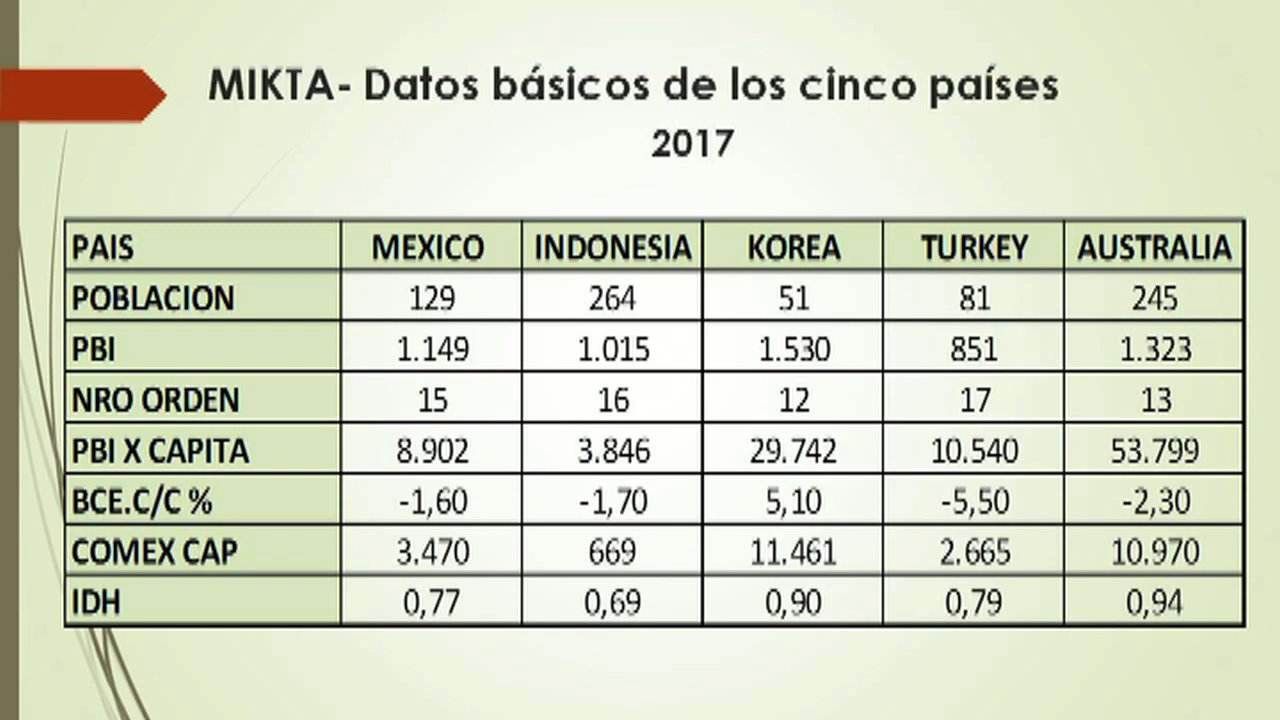 MIKTA- Datos básicos de los cinco países
2017
PAIS MEXICO INDONESIA KOREA TURKEY AUSTRALIA
POBLACION 129 264 51 81 245
PBI 1.149 1.015 1.530 851 1.323
NRO ORDEN 15 16 12 17 13
PBI X CAPITA 8.902 3.846 29.742 10.540 53.799
BCE.C/C % -1,60 -1,70 5,10 -5,50 -2,30
COMEX CAP 3.470 669 11.461 2.665 10.970
IDH 0,77 0,69 0,90 0,79 0,94